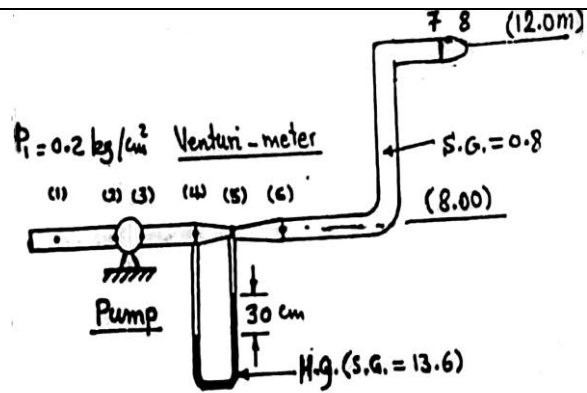 7 8 (12.0m)
P₁ = 0.2 kg/cm² Venturi-meter
S.G. = 0.8
(1) (2) (3) (4) (5) (6)
(8.00)
Pump
30 cm
H.g. (S.G. = 13.6)